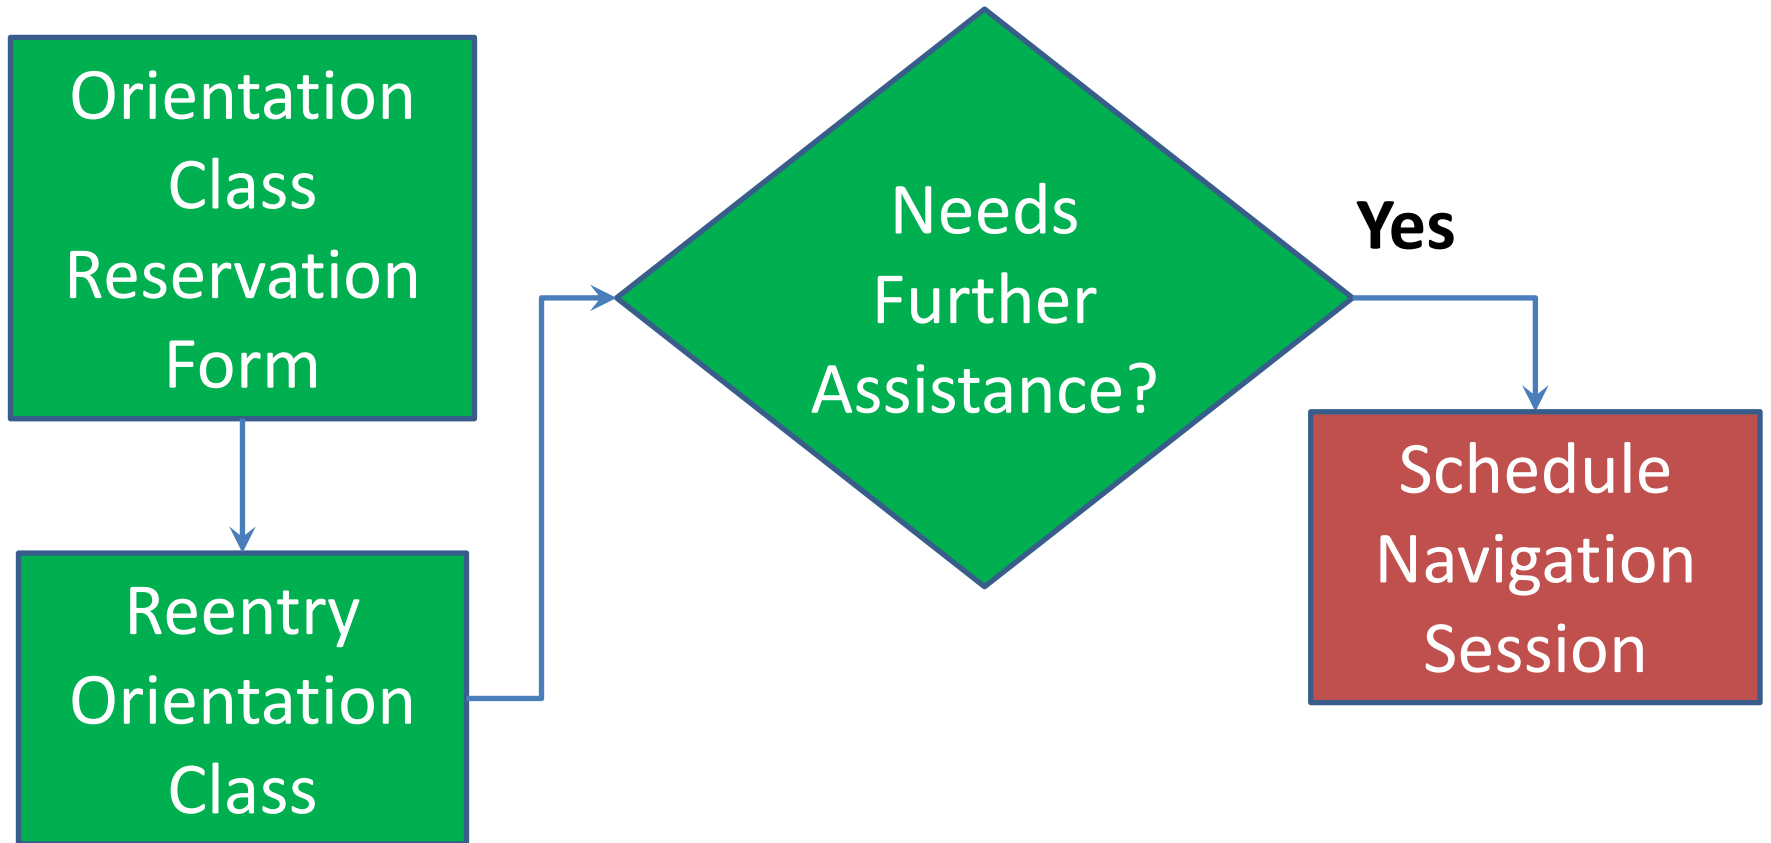 Orientation
Class
Reservation
Form
Reentry
Orientation
Class
Needs
Further
Assistance?
Yes
Schedule
Navigation
Session